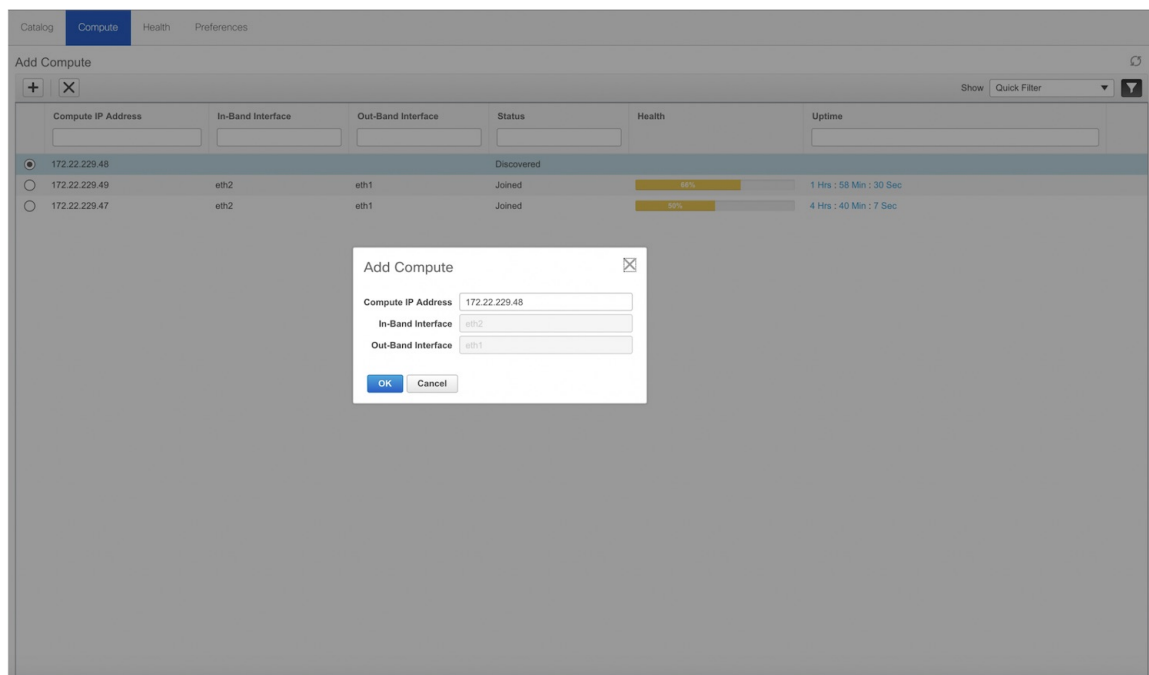 Catalog Compute Health Preferences
Add Compute
Show Quick Filter
Compute IP Address In-Band Interface Out-Band Interface Status Health Uptime
172.22.229.48 Discovered
172.22.229.49 eth2 eth1 Joined 1 Hrs : 58 Min : 30 Sec
172.22.229.47 eth2 eth1 Joined 50% 4 Hrs : 40 Min : 7 Sec
Add Compute
Compute IP Address 172.22.229.48
In-Band Interface eth2
Out-Band Interface eth1
OK Cancel